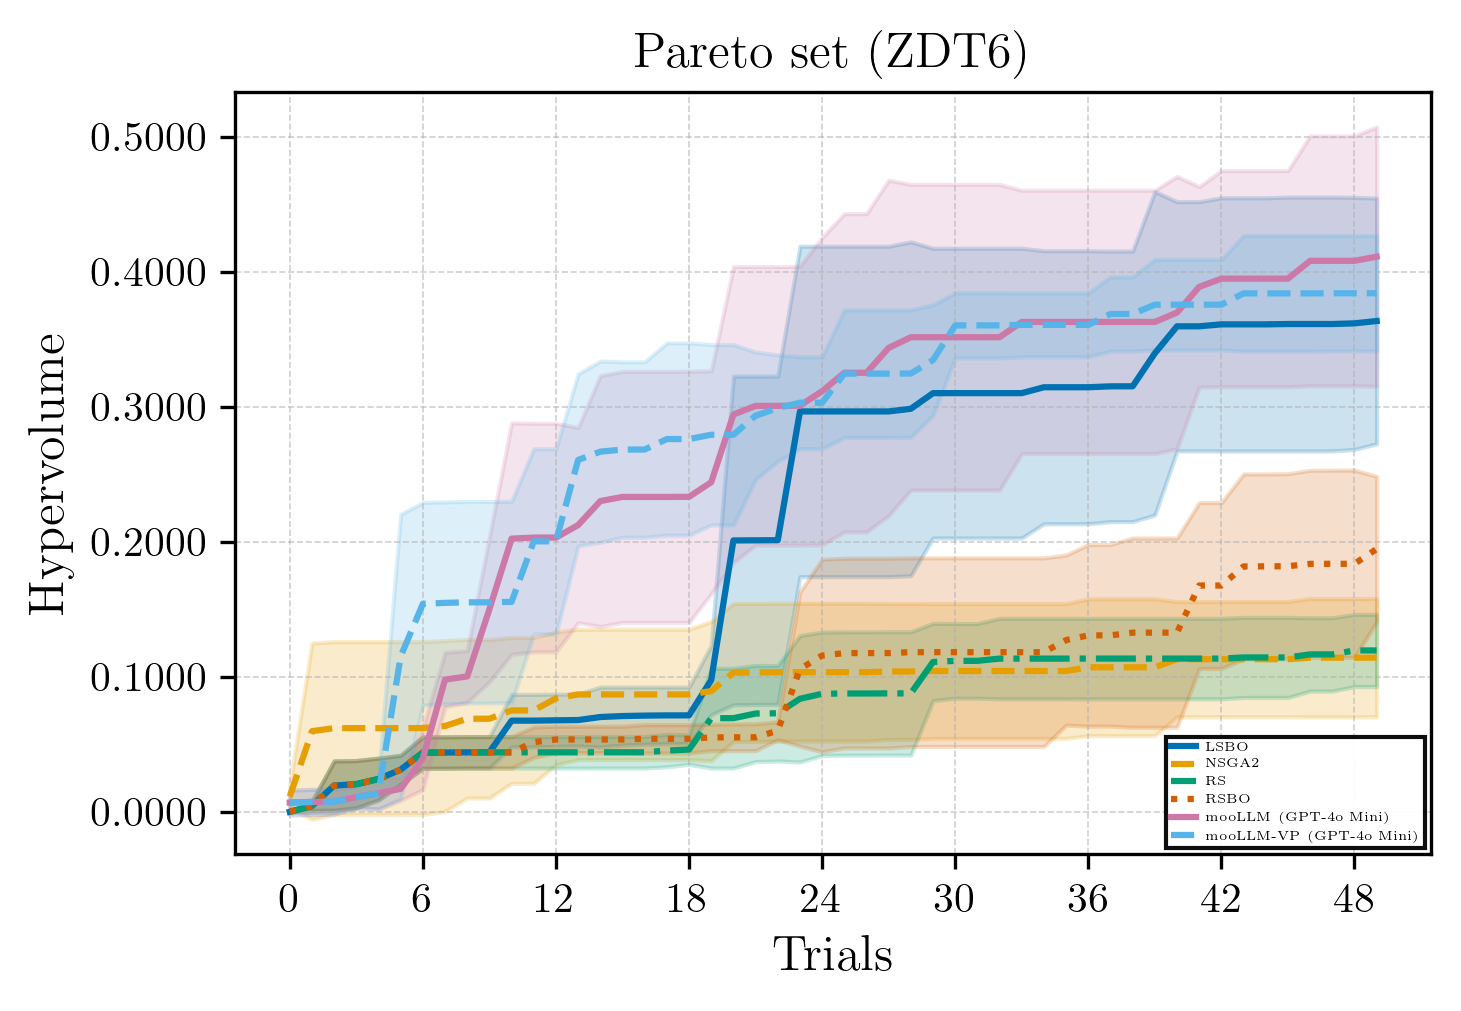 Pareto set (ZDT6)
Hypervolume
0.5000
0.4000
0.3000
0.2000
0.1000
0.0000
LSBO
NSGA2
RS
RSBO
mooLLM (GPT-4o Mini)
mooLLM-VP (GPT-4o Mini)
0 6 12 18 24 30 36 42 48
Trials